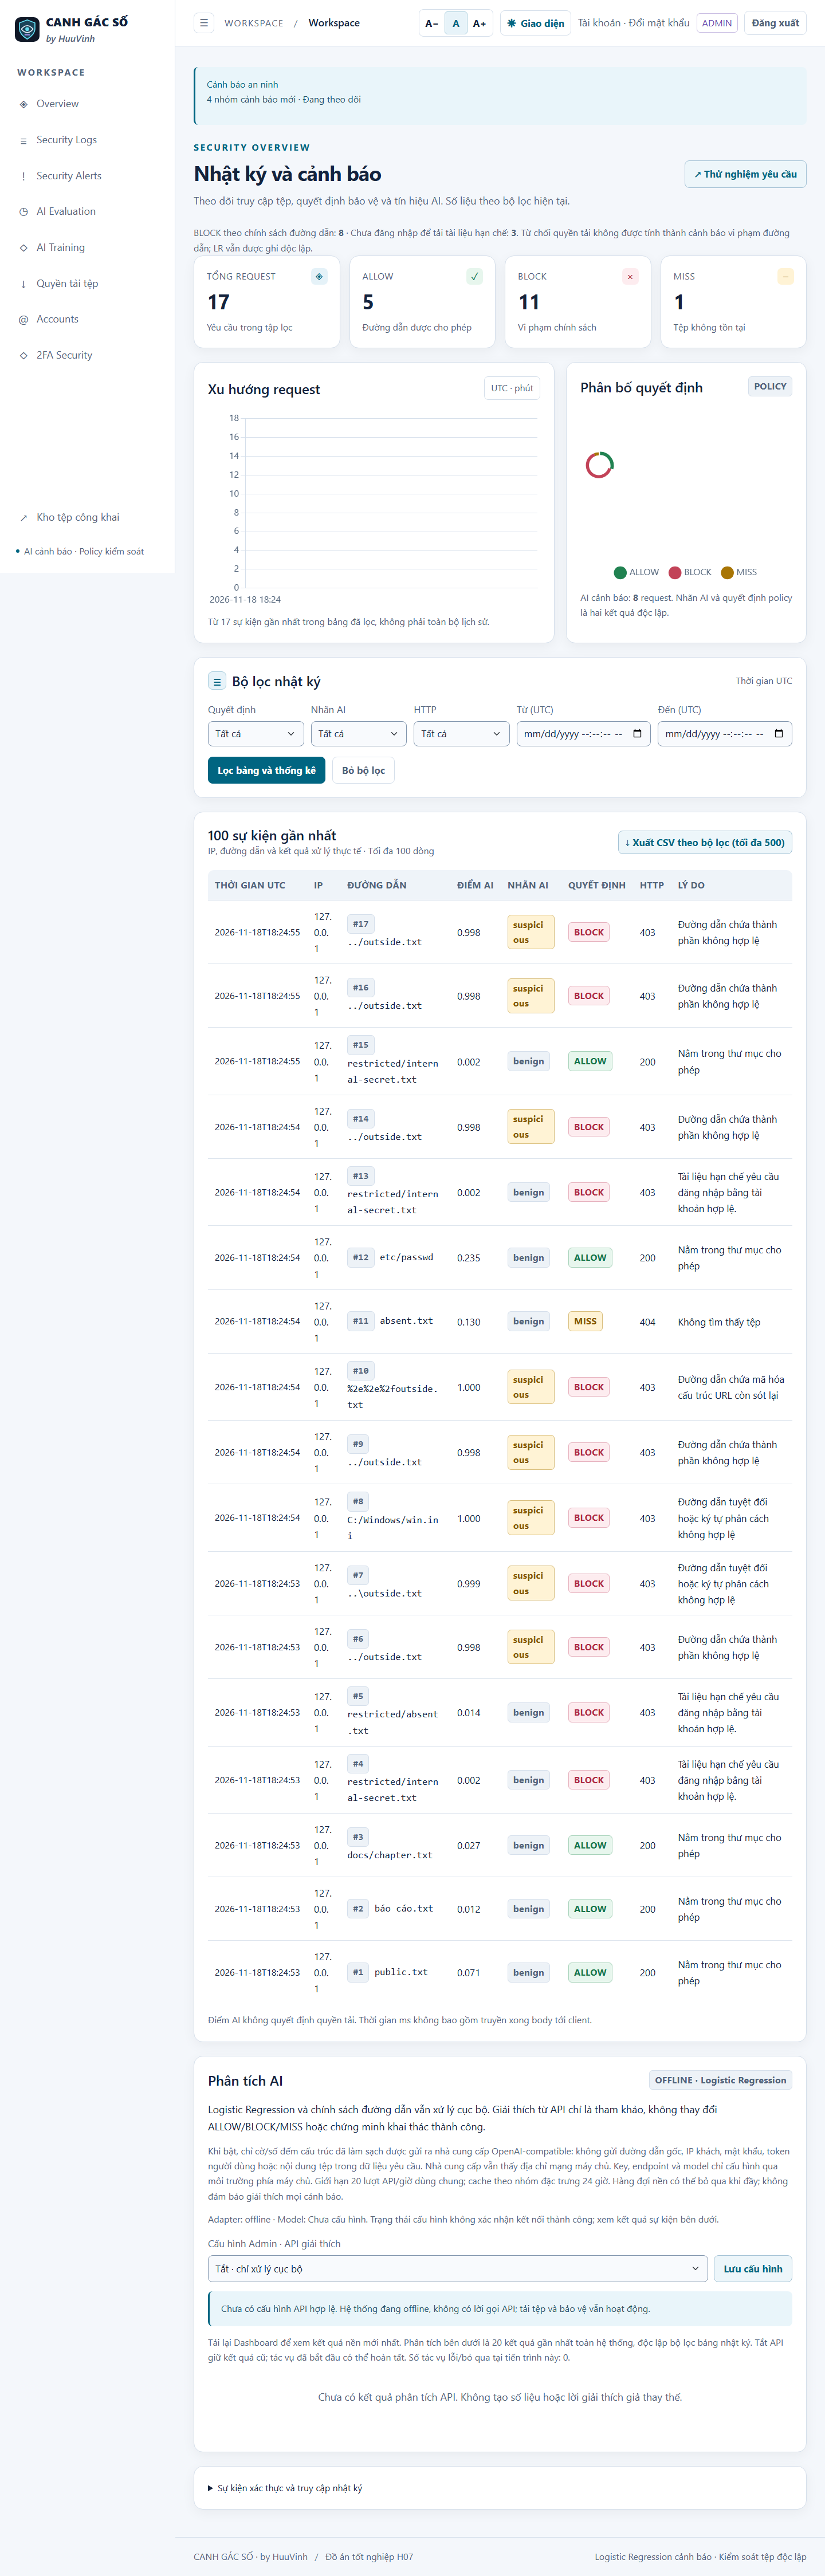 CANH GÁC SỐ
by HuuVinh
WORKSPACE
Overview
Security Logs
Security Alerts
AI Evaluation
AI Training
Quyền tải tệp
Accounts
2FA Security
Kho tệp công khai
AI cảnh báo · Policy kiểm soát
WORKSPACE / Workspace
A− A A+ Giao diện Tài khoản · Đổi mật khẩu ADMIN Đăng xuất
Cảnh báo an ninh
4 nhóm cảnh báo mới · Đang theo dõi
SECURITY OVERVIEW
Nhật ký và cảnh báo
↗ Thử nghiệm yêu cầu
Theo dõi truy cập tệp, quyết định bảo vệ và tín hiệu AI. Số liệu theo bộ lọc hiện tại.
BLOCK theo chính sách đường dẫn: 8 · Chưa đăng nhập để tải tài liệu hạn chế: 3. Từ chối quyền tải không được tính thành cảnh báo vi phạm đường
dẫn; LR vẫn được ghi độc lập.
TỔNG REQUEST
17
Yêu cầu trong tập lọc
ALLOW
5
Đường dẫn được cho phép
BLOCK
11
Vi phạm chính sách
MISS
1
Tệp không tồn tại
Xu hướng request
UTC · phút
18
16
14
12
10
8
6
4
2
0
2026-11-18 18:24
Từ 17 sự kiện gần nhất trong bảng đã lọc, không phải toàn bộ lịch sử.
Phân bố quyết định
POLICY
ALLOW BLOCK MISS
AI cảnh báo: 8 request. Nhãn AI và quyết định policy
là hai kết quả độc lập.
Bộ lọc nhật ký
Thời gian UTC
Quyết định Nhãn AI HTTP Từ (UTC) Đến (UTC)
Tất cả Tất cả Tất cả mm/dd/yyyy --:--:-- -- mm/dd/yyyy --:--:-- --
Lọc bảng và thống kê Bỏ bộ lọc
100 sự kiện gần nhất
IP, đường dẫn và kết quả xử lý thực tế · Tối đa 100 dòng
↓ Xuất CSV theo bộ lọc (tối đa 500)
THỜI GIAN UTC IP ĐƯỜNG DẪN ĐIỂM AI NHÃN AI QUYẾT ĐỊNH HTTP LÝ DO
2026-11-18T18:24:55 127.0.0.1 #17 ../outside.txt 0.998 suspicious BLOCK 403 Đường dẫn chứa thành phần không hợp lệ
2026-11-18T18:24:55 127.0.0.1 #16 ../outside.txt 0.998 suspicious BLOCK 403 Đường dẫn chứa thành phần không hợp lệ
2026-11-18T18:24:55 127.0.0.1 #15 restricted/internal-secret.txt 0.002 benign ALLOW 200 Nằm trong thư mục cho phép
2026-11-18T18:24:54 127.0.0.1 #14 ../outside.txt 0.998 suspicious BLOCK 403 Đường dẫn chứa thành phần không hợp lệ
2026-11-18T18:24:54 127.0.0.1 #13 restricted/internal-secret.txt 0.002 benign BLOCK 403 Tài liệu hạn chế yêu cầu đăng nhập bằng tài khoản hợp lệ.
2026-11-18T18:24:54 127.0.0.1 #12 etc/passwd 0.235 benign ALLOW 200 Nằm trong thư mục cho phép
2026-11-18T18:24:54 127.0.0.1 #11 absent.txt 0.130 benign MISS 404 Không tìm thấy tệp
2026-11-18T18:24:54 127.0.0.1 #10 %2e%2e%2foutside.txt 1.000 suspicious BLOCK 403 Đường dẫn chứa mã hóa cấu trúc URL còn sót lại
2026-11-18T18:24:54 127.0.0.1 #9 ../outside.txt 0.998 suspicious BLOCK 403 Đường dẫn chứa thành phần không hợp lệ
2026-11-18T18:24:54 127.0.0.1 #8 C:/Windows/win.ini 1.000 suspicious BLOCK 403 Đường dẫn tuyệt đối hoặc ký tự phân cách không hợp lệ
2026-11-18T18:24:53 127.0.0.1 #7 ..\outside.txt 0.999 suspicious BLOCK 403 Đường dẫn tuyệt đối hoặc ký tự phân cách không hợp lệ
2026-11-18T18:24:53 127.0.0.1 #6 ../outside.txt 0.998 suspicious BLOCK 403 Đường dẫn chứa thành phần không hợp lệ
2026-11-18T18:24:53 127.0.0.1 #5 restricted/absent.txt 0.014 benign BLOCK 403 Tài liệu hạn chế yêu cầu đăng nhập bằng tài khoản hợp lệ.
2026-11-18T18:24:53 127.0.0.1 #4 restricted/internal-secret.txt 0.002 benign BLOCK 403 Tài liệu hạn chế yêu cầu đăng nhập bằng tài khoản hợp lệ.
2026-11-18T18:24:53 127.0.0.1 #3 docs/chapter.txt 0.027 benign ALLOW 200 Nằm trong thư mục cho phép
2026-11-18T18:24:53 127.0.0.1 #2 báo cáo.txt 0.012 benign ALLOW 200 Nằm trong thư mục cho phép
2026-11-18T18:24:53 127.0.0.1 #1 public.txt 0.071 benign ALLOW 200 Nằm trong thư mục cho phép
Điểm AI không quyết định quyền tải. Thời gian ms không bao gồm truyền xong body tới client.
Phân tích AI
OFFLINE · Logistic Regression
Logistic Regression và chính sách đường dẫn vẫn xử lý cục bộ. Giải thích từ API chỉ là tham khảo, không thay đổi
ALLOW/BLOCK/MISS hoặc chứng minh khai thác thành công.
Khi bật, chỉ cờ/số đếm cấu trúc đã làm sạch được gửi ra nhà cung cấp OpenAI-compatible: không gửi đường dẫn gốc, IP khách, mật khẩu, token
người dùng hoặc nội dung tệp trong dữ liệu yêu cầu. Nhà cung cấp vẫn thấy địa chỉ mạng máy chủ. Key, endpoint và model chỉ cấu hình qua
môi trường phía máy chủ. Giới hạn 20 lượt API/giờ dùng chung; cache theo nhóm đặc trưng 24 giờ. Hàng đợi nền có thể bỏ qua khi đầy; không
đảm bảo giải thích mọi cảnh báo.
Adapter: offline · Model: Chưa cấu hình. Trạng thái cấu hình không xác nhận kết nối thành công; xem kết quả sự kiện bên dưới.
Cấu hình Admin · API giải thích
Tắt · chỉ xử lý cục bộ
Lưu cấu hình
Chưa có cấu hình API hợp lệ. Hệ thống đang offline, không có lời gọi API; tải tệp và bảo vệ vẫn hoạt động.
Tải lại Dashboard để xem kết quả nền mới nhất. Phân tích bên dưới là 20 kết quả gần nhất toàn hệ thống, độc lập bộ lọc bảng nhật ký. Tắt API
giữ kết quả cũ; tác vụ đã bắt đầu có thể hoàn tất. Số tác vụ lỗi/bỏ qua tại tiến trình này: 0.
Chưa có kết quả phân tích API. Không tạo số liệu hoặc lời giải thích giả thay thế.
▶ Sự kiện xác thực và truy cập nhật ký
CANH GÁC SỐ · by HuuVinh / Đồ án tốt nghiệp H07
Logistic Regression cảnh báo · Kiểm soát tệp độc lập